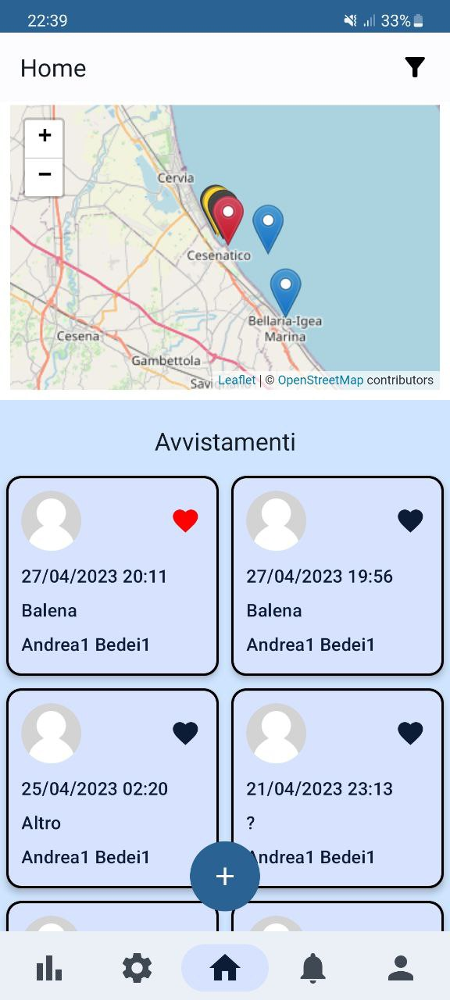 22:39
33%
Home
+
−
Cervia
Cesenatico
Bellaria-Igea
Marina
Cesena
Gambettola
Leaflet | © OpenStreetMap contributors
Avvistamenti
27/04/2023 20:11
Balena
Andrea1 Bedei1
27/04/2023 19:56
Balena
Andrea1 Bedei1
25/04/2023 02:20
Altro
Andrea1 Bedei1
21/04/2023 23:13
?
Andrea1 Bedei1
+